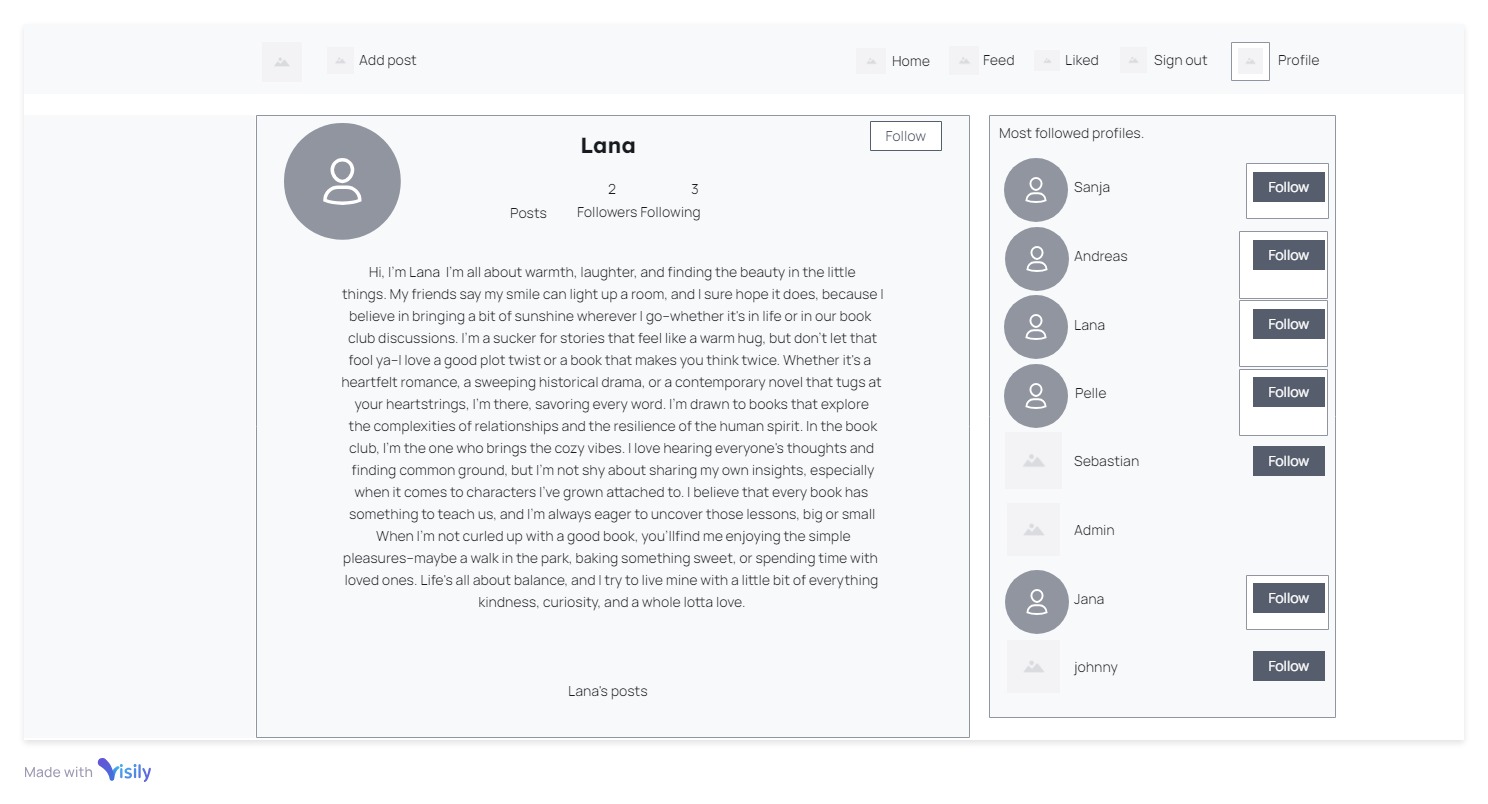 Add post
Home
Feed
Liked
Sign out
Profile
Lana
Follow
2
3
Posts
Followers Following
Hi, I'm Lana I'm all about warmth, laughter, and finding the beauty in the little
things. My friends say my smile can light up a room, and I sure hope it does, because I
believe in bringing a bit of sunshine wherever I go–whether it's in life or in our book
club discussions. I'm a sucker for stories that feel like a warm hug, but don't let that
fool ya–I love a good plot twist or a book that makes you think twice. Whether it's a
heartfelt romance, a sweeping historical drama, or a contemporary novel that tugs at
your heartstrings, I'm there, savoring every word. I'm drawn to books that explore
the complexities of relationships and the resilience of the human spirit. In the book
club, I'm the one who brings the cozy vibes. I love hearing everyone's thoughts and
finding common ground, but I'm not shy about sharing my own insights, especially
when it comes to characters I've grown attached to. I believe that every book has
something to teach us, and I'm always eager to uncover those lessons, big or small
When I'm not curled up with a good book, you'llfind me enjoying the simple
pleasures–maybe a walk in the park, baking something sweet, or spending time with
loved ones. Life's all about balance, and I try to live mine with a little bit of everything
kindness, curiosity, and a whole lotta love.
Lana's posts
Most followed profiles.
Sanja
Follow
Andreas
Follow
Lana
Follow
Pelle
Follow
Sebastian
Follow
Admin
Jana
Follow
johnny
Follow
Made with Visily